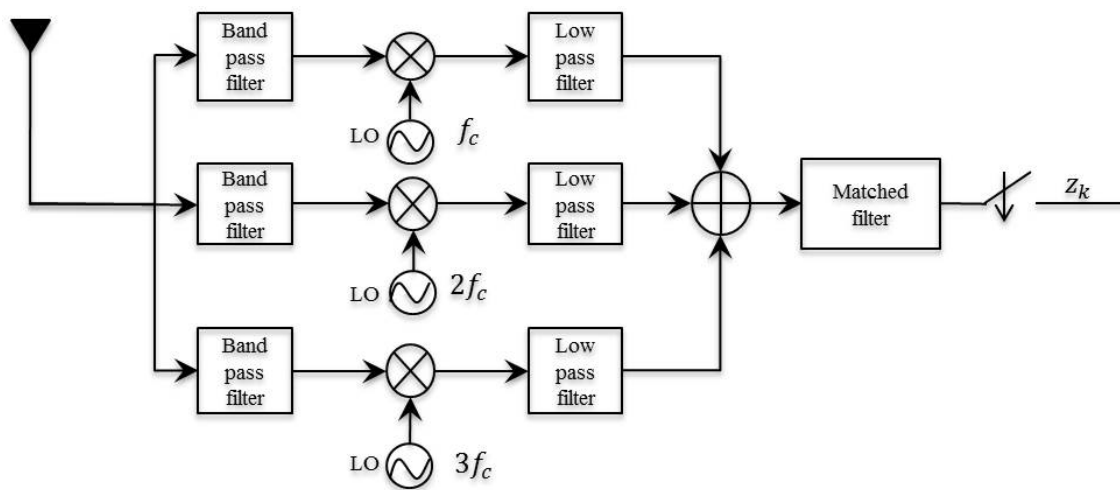 Band
pass
filter
Low
pass
filter
LO
f_c
Band
pass
filter
Low
pass
filter
Matched
filter
z_k
LO
2f_c
Band
pass
filter
Low
pass
filter
LO
3f_c